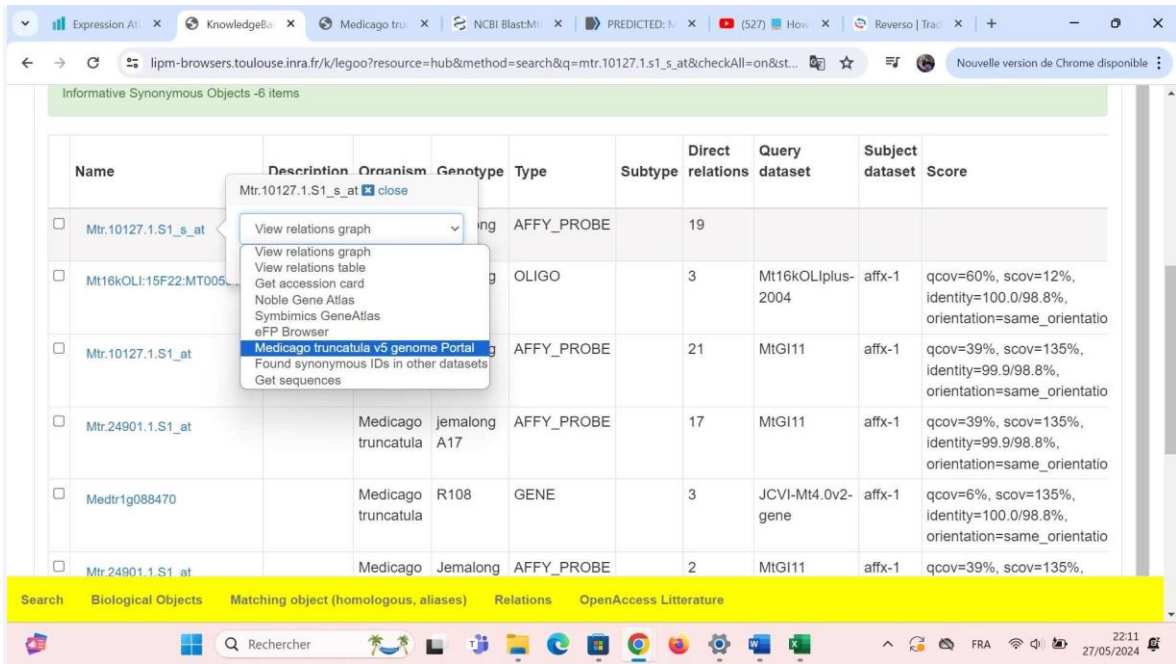 Expression At
KnowledgeBa
Medicago tru
NCBI Blast:Mt
PREDICTED: M
(527) How
Reverso | Trad
lipm-browsers.toulouse.inra.fr/k/legoo?resource=hub&method=search&q=mtr.10127.1.s1_s_at&checkAll=on&st...
Nouvelle version de Chrome disponible
Informative Synonymous Objects -6 items
Name Description Organism Genotype Type Subtype Direct relations Query dataset Subject dataset Score
Mtr.10127.1.S1_s_at close
Mtr.10127.1.S1_s_at View relations graph ong AFFY_PROBE 19
View relations graph
View relations table
Get accession card
Noble Gene Atlas
Symbimics GeneAtlas
eFP Browser
Medicago truncatula v5 genome Portal
Found synonymous IDs in other datasets
Get sequences
Mt16kOLI:15F22:MT005 g OLIGO 3 Mt16kOLIplus- affx-1 qcov=60%, scov=12%,
2004 identity=100.0/98.8%,
orientation=same_orientatio
Mtr.10127.1.S1_at g AFFY_PROBE 21 MtGI11 affx-1 qcov=39%, scov=135%,
identity=99.9/98.8%,
orientation=same_orientatio
Mtr.24901.1.S1_at Medicago jemalong AFFY_PROBE 17 MtGI11 affx-1 qcov=39%, scov=135%,
truncatula A17 identity=99.9/98.8%,
orientation=same_orientatio
Medtr1g088470 Medicago R108 GENE 3 JCVI-Mt4.0v2- affx-1 qcov=6%, scov=135%,
truncatula gene identity=100.0/98.8%,
orientation=same_orientatio
Mtr.24901.1.S1_at Medicago Jemalong AFFY_PROBE 2 MtGI11 affx-1 qcov=39%, scov=135%,
Search Biological Objects Matching object (homologous, aliases) Relations OpenAccess Litterature
Rechercher
FRA
22:11
27/05/2024